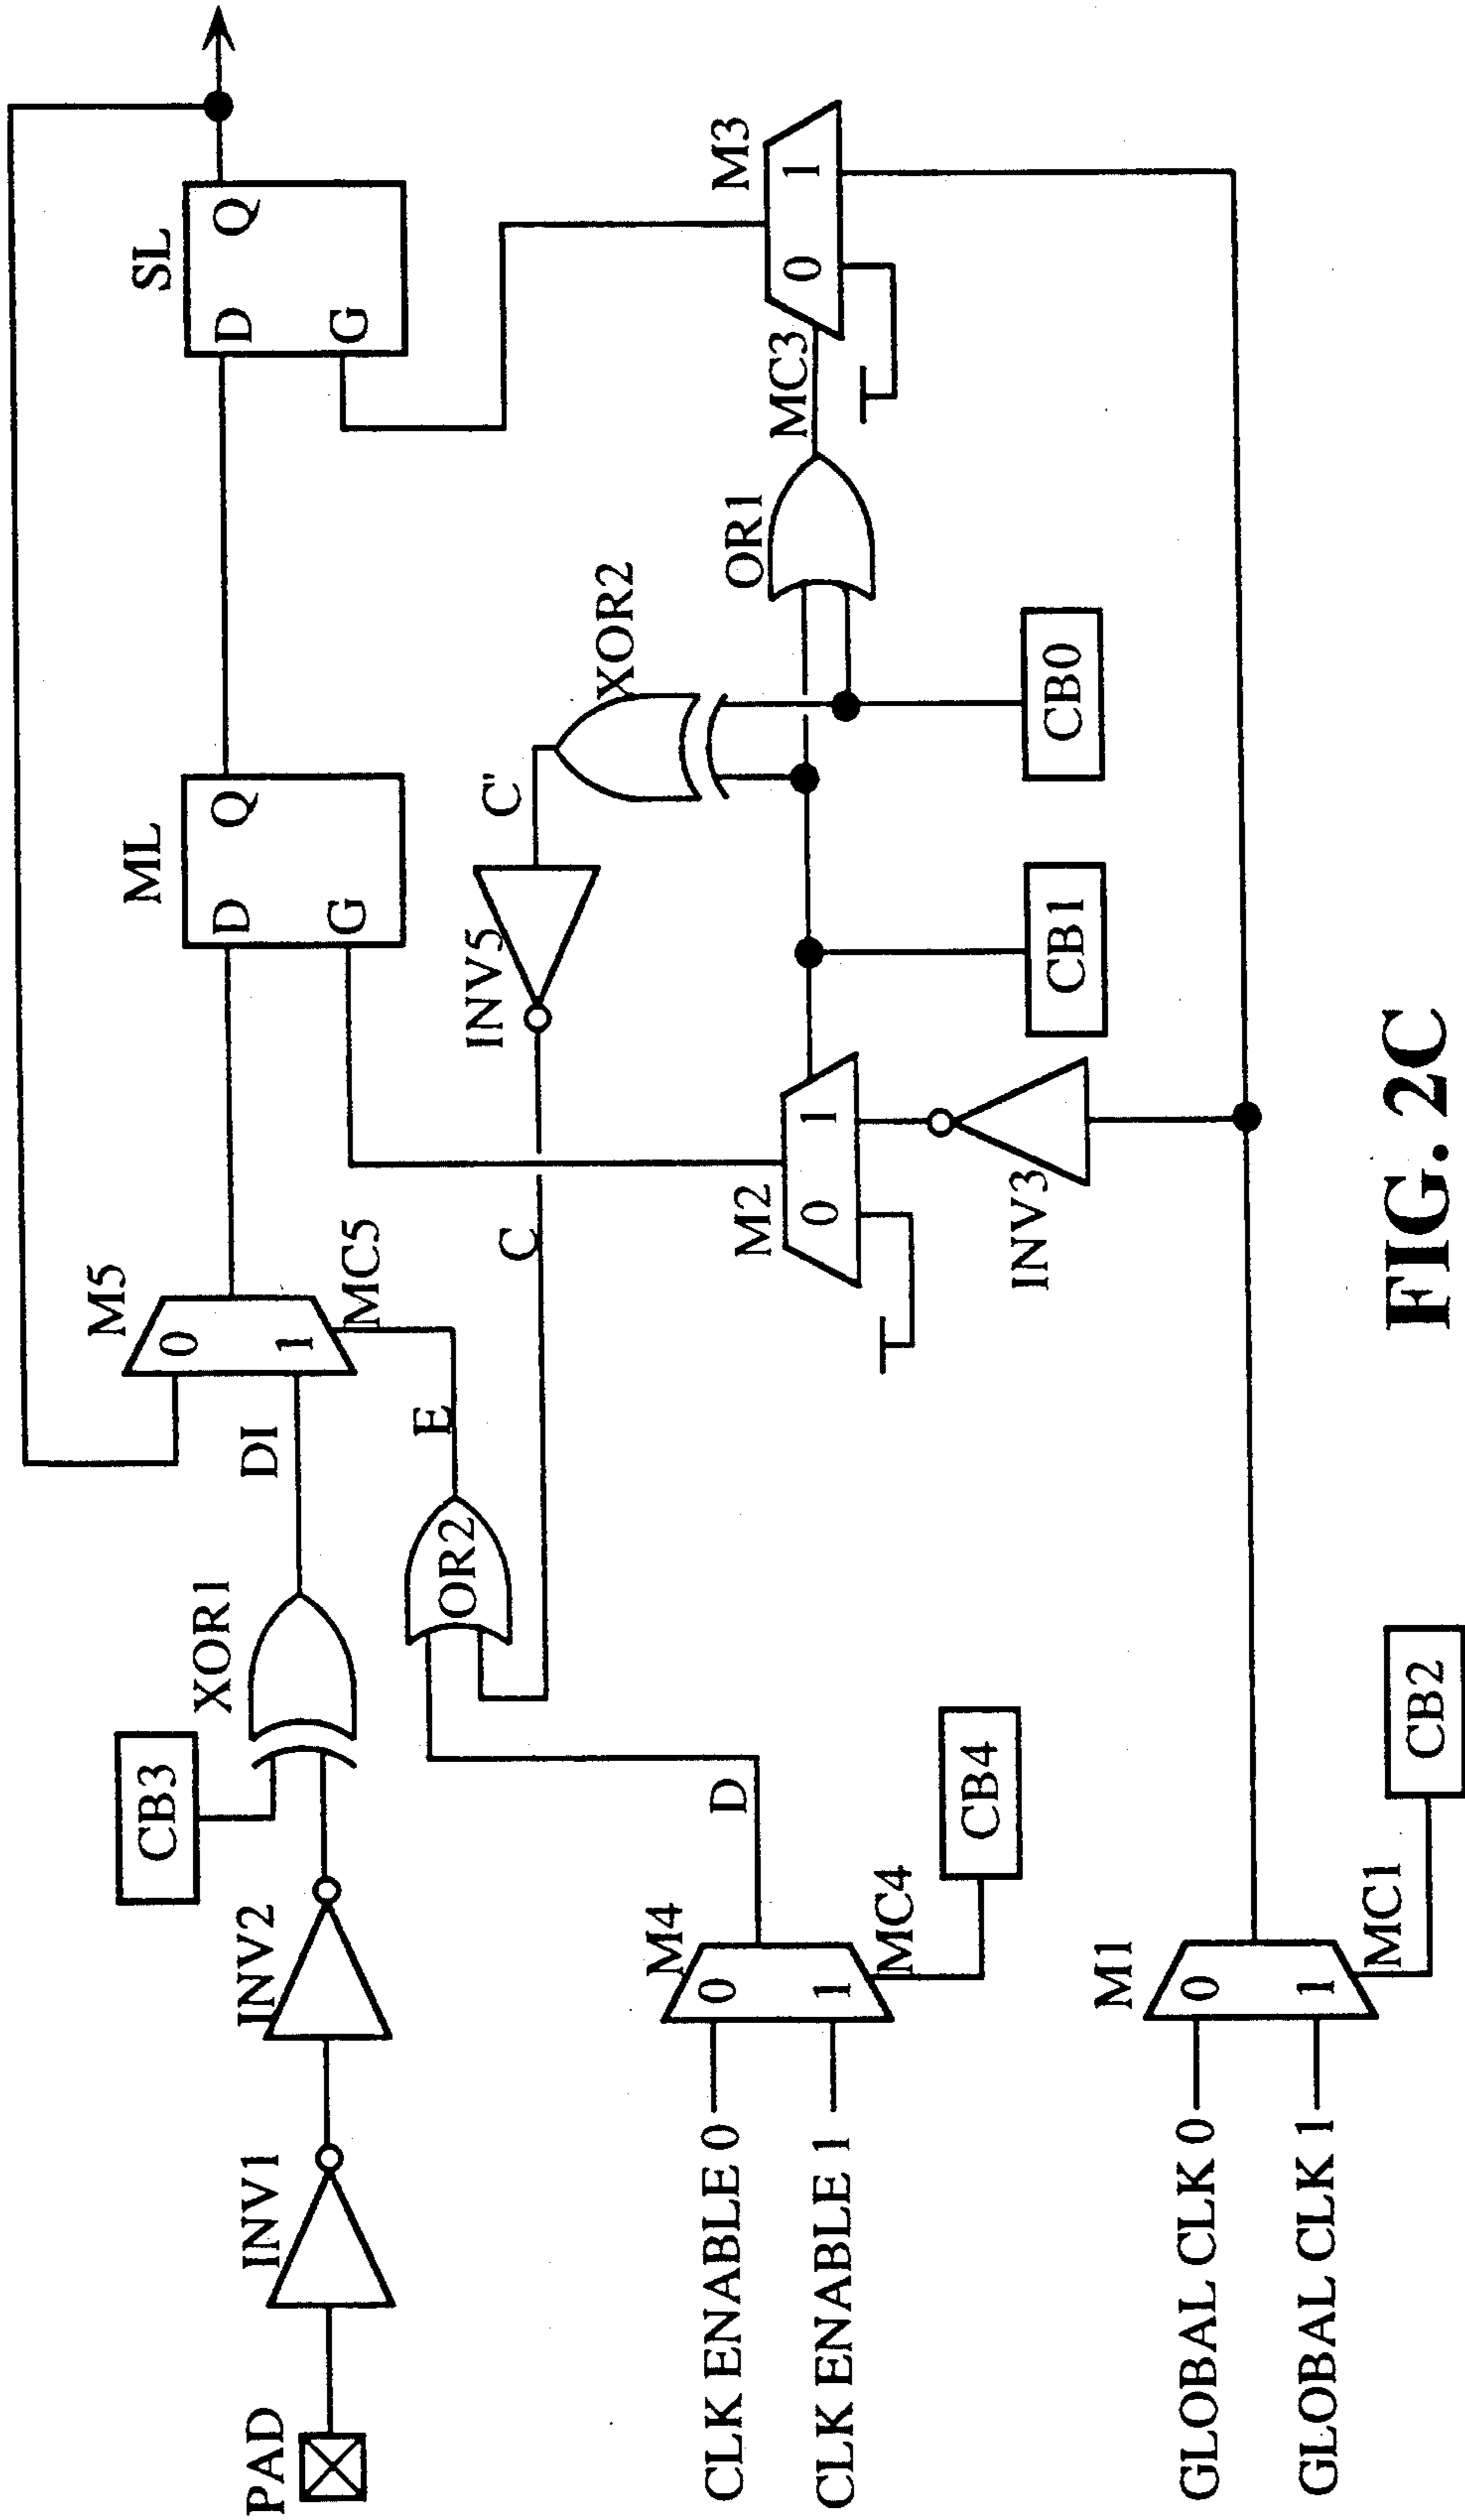 SL
D Q
G
ML
D Q
G
M5
0
1
MC5
DI
E
XOR1
CB3
OR2
INV2
INV1
PAD
M3
0 1
MC3
OR1
XOR2
C'
INV5
C
CB0
CB1
M2
0 1
INV3
D
CB4
M4
0
1
MC4
CLK ENABLE 0
CLK ENABLE 1
M1
0
1
MC1
CB2
GLOBAL CLK 0
GLOBAL CLK 1
FIG. 2C